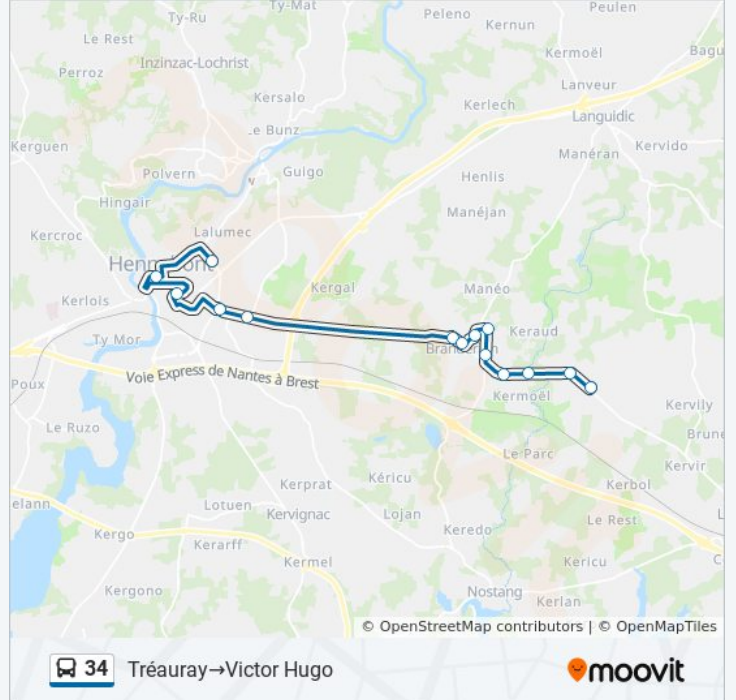 Ty-Mat
Peulen
Ty-Ru
Peleno
Kernun
Le Rest
Kermoël
Bagu
Inzinzac-Lochrist
Perroz
Lanveur
Kersalo
Kerlech
Languidic
Le Bunz
Kerguen
Kervido
Manéran
Polvern
Guigo
Henlis
Hingair
Manéjan
Lalumec
Kercroc
Kergal
Manéo
Kerlois
Keraud
Ty Mor
Voie Express de Nantes à Brest
Poux
Kermoël
Kervily
Le Ruzo
Brune
Le Parc
Kervir
Kericu
Kerprat
Kerbol
elann
Lotuen
Kervignac
Lojan
Le Rest
Keredo
Kergo
Kerarff
Kermel
Kericu
Kergono
Nostang
Kerlan
© OpenStreetMap contributors | © OpenMapTiles
34 Tréauray→Victor Hugo
moovit